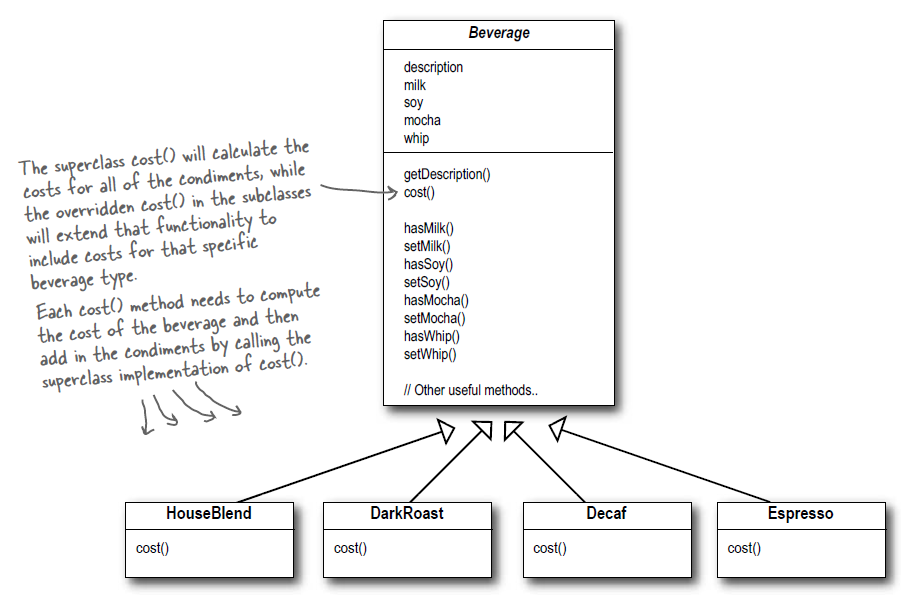 Beverage
description
milk
soy
mocha
whip
The superclass cost() will calculate the
costs for all of the condiments, while
the overridden cost() in the subclasses
will extend that functionality to
include costs for that specific
beverage type.
Each cost() method needs to compute
the cost of the beverage and then
add in the condiments by calling the
superclass implementation of cost().
getDescription()
cost()
hasMilk()
setMilk()
hasSoy()
setSoy()
hasMocha()
setMocha()
hasWhip()
setWhip()
// Other useful methods..
HouseBlend
cost()
DarkRoast
cost()
Decaf
cost()
Espresso
cost()